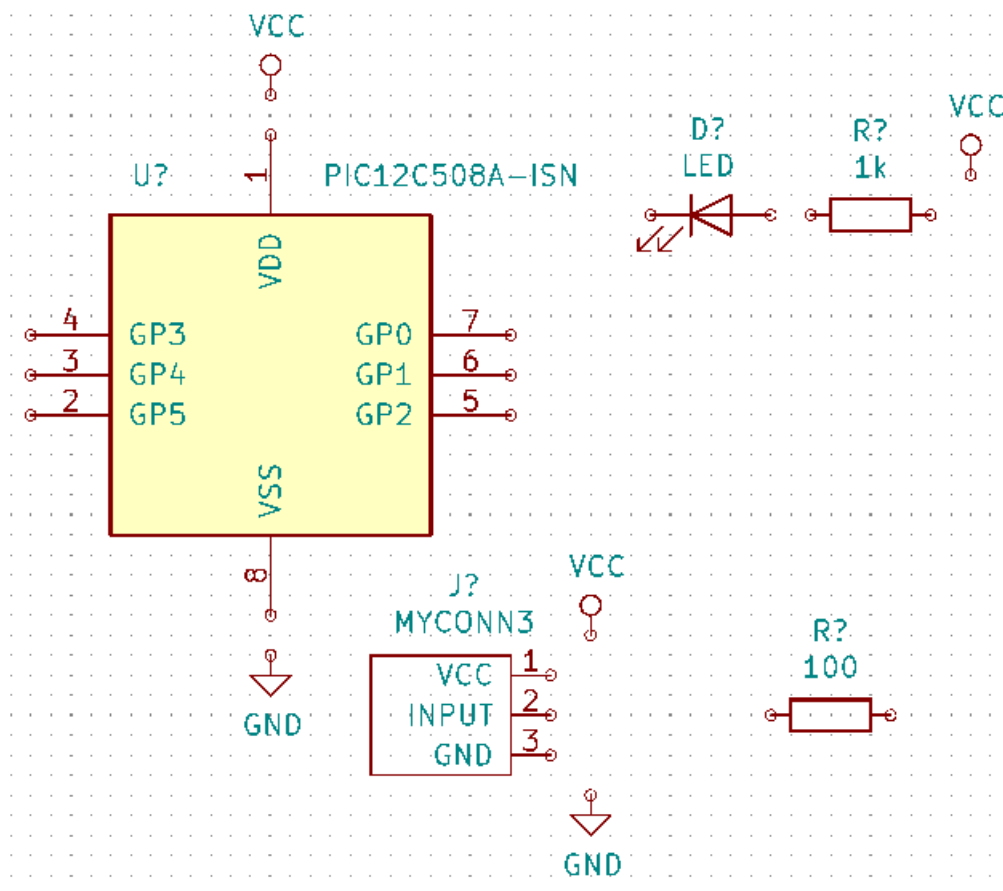 VCC
VCC
D?
R?
U?
1
PIC12C508A-ISN
LED
1k
VDD
4
GP3
GP0
7
3
GP4
GP1
6
2
GP5
GP2
5
VSS
8
J?
VCC
MYCONN3
R?
VCC
1
100
INPUT
2
GND
GND
3
GND